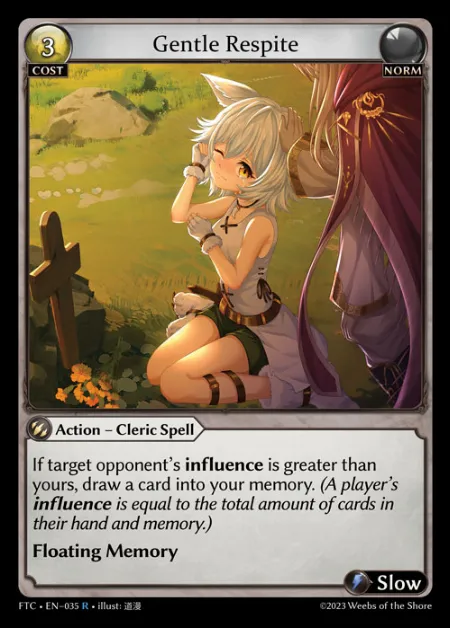 3
Gentle Respite
COST
NORM
Action – Cleric Spell
If target opponent's influence is greater than
yours, draw a card into your memory. (A player's
influence is equal to the total amount of cards in
their hand and memory.)
Floating Memory
Slow
FTC • EN-035 R • illust: 道漫
©2023 Weebs of the Shore